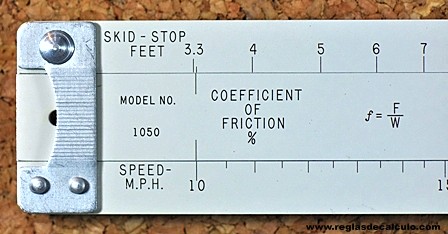 SKID - STOP
FEET
3.3 4 5 6 7
MODEL NO.
1050
COEFFICIENT
OF
FRICTION
%
f = F/W
SPEED-
M.P.H.
10
www.reglasdecalculo.com